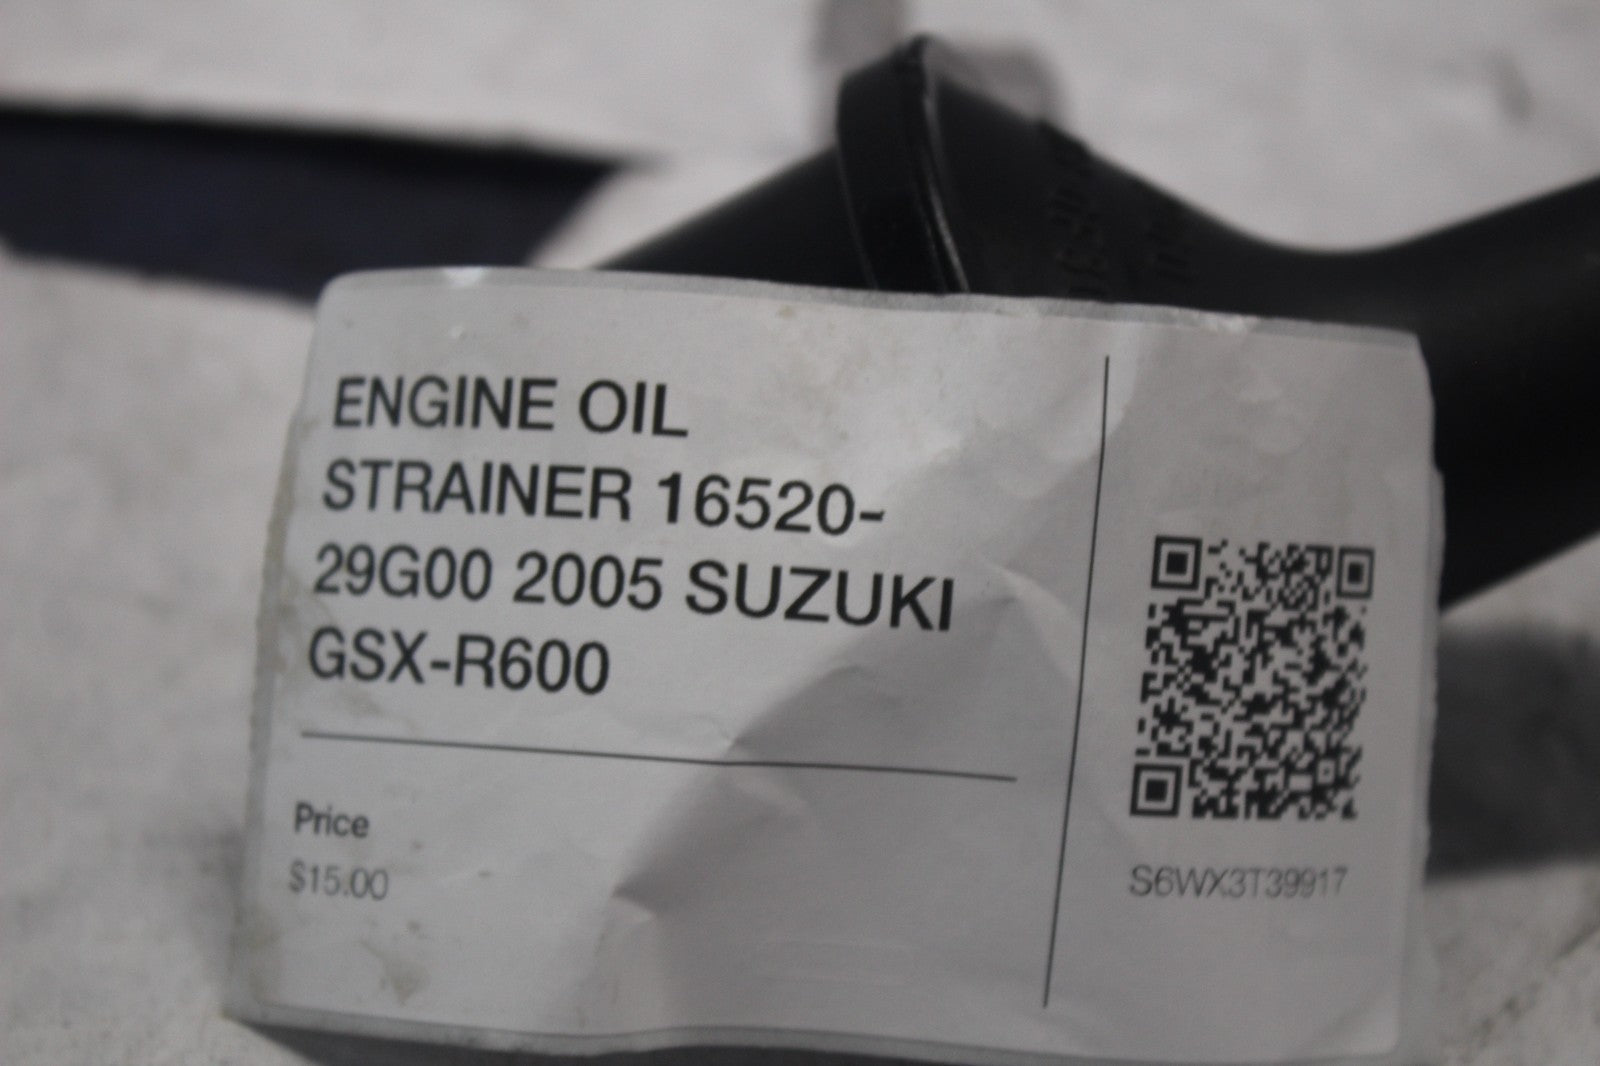 ENGINE OIL
STRAINER 16520-
29G00 2005 SUZUKI
GSX-R600
Price
$15.00
S6WX3T39917